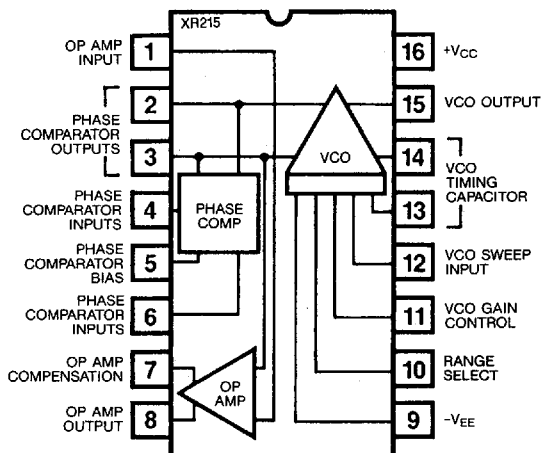 XR215
OP AMP
INPUT
1
PHASE
COMPARATOR
OUTPUTS
2
3
PHASE
COMPARATOR
INPUTS
4
PHASE
COMPARATOR
BIAS
5
PHASE
COMPARATOR
INPUTS
6
OP AMP
COMPENSATION
7
OP AMP
OUTPUT
8
PHASE
COMP
VCO
OP
AMP
16
+VCC
15
VCO OUTPUT
14
13
VCO
TIMING
CAPACITOR
12
VCO SWEEP
INPUT
11
VCO GAIN
CONTROL
10
RANGE
SELECT
9
-VEE